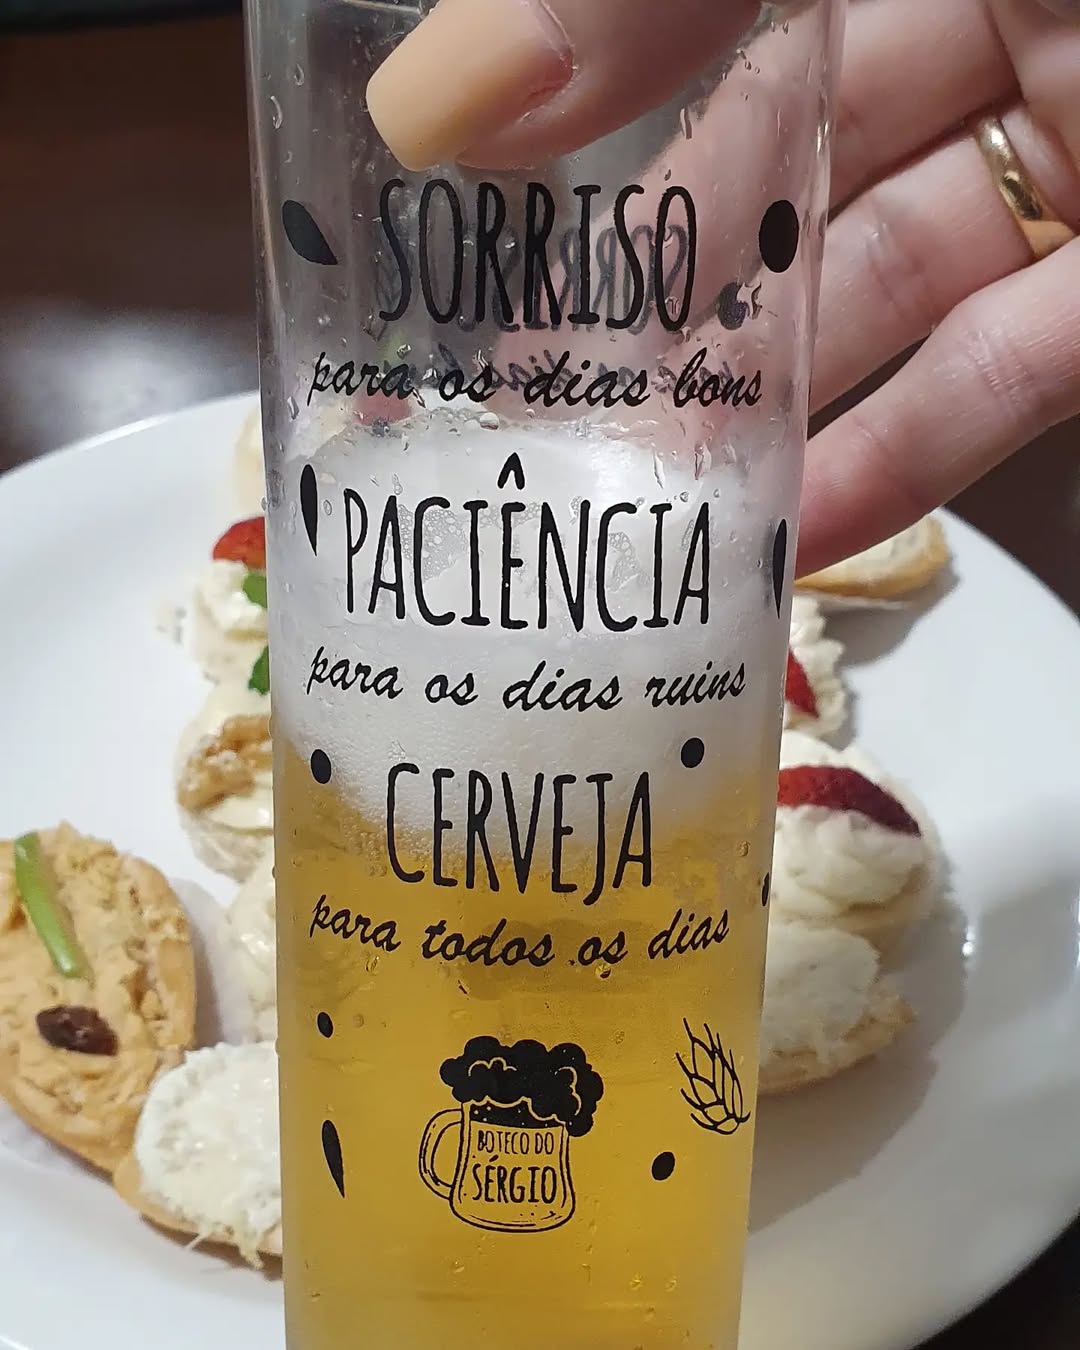 SORRISO
para os dias bons
PACIÊNCIA
para os dias ruins
CERVEJA
para todos os dias
BOTECO DO
SÉRGIO